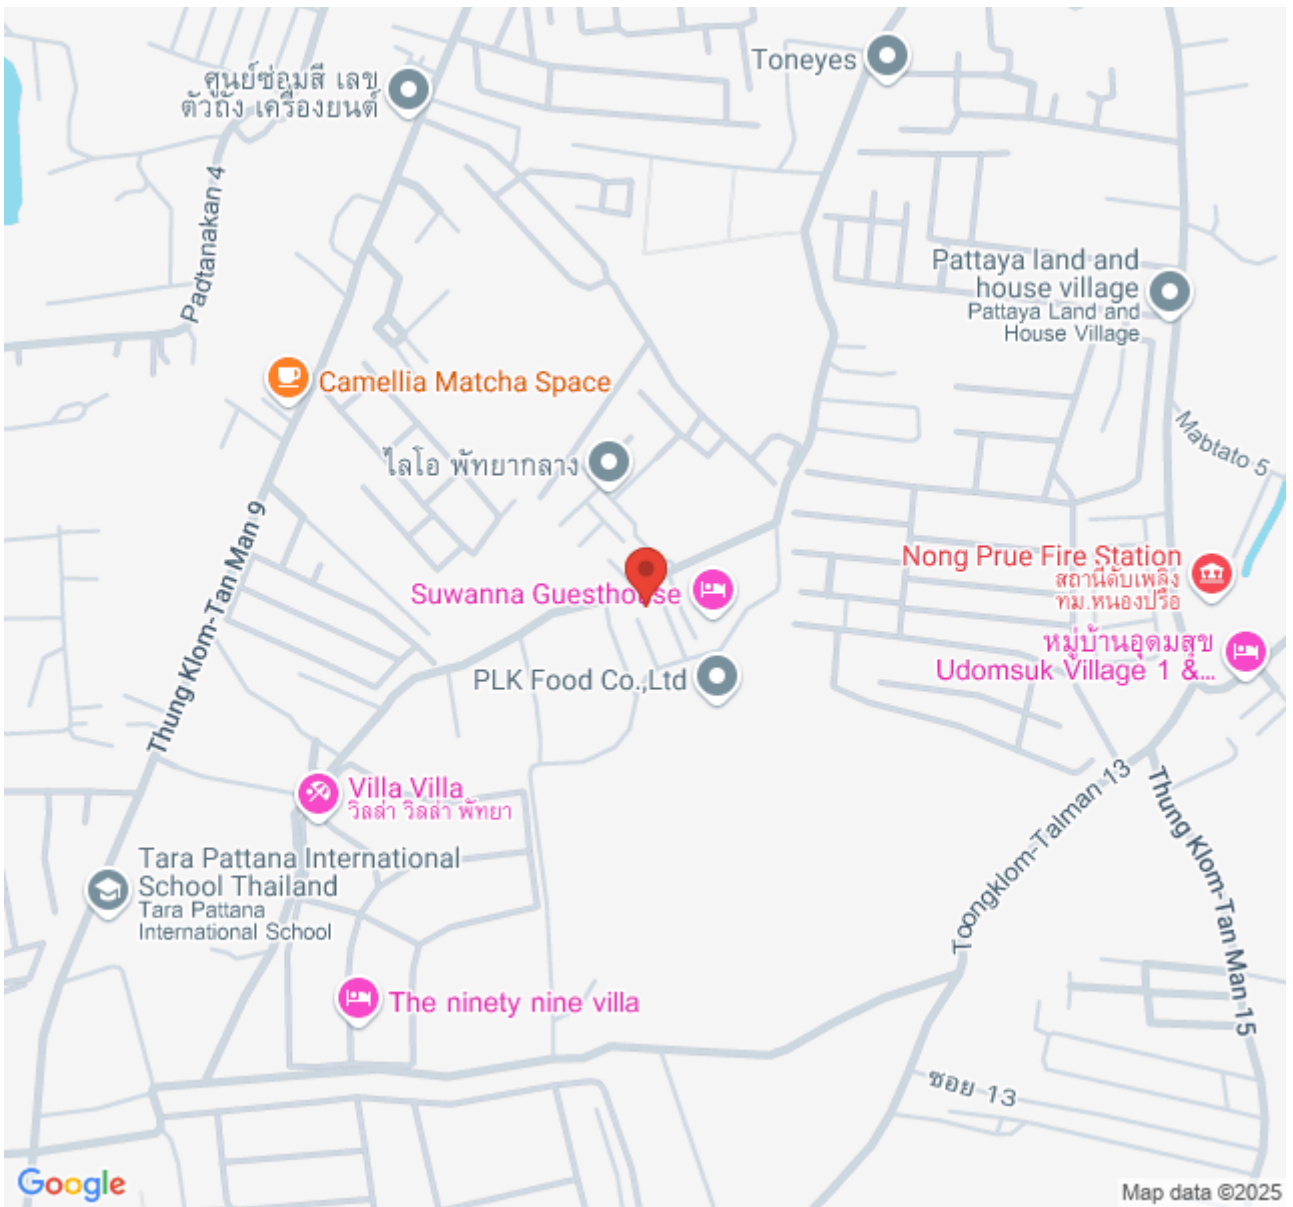 Toneyes
ศูนย์ซ่อมสี เลข
ตัวถัง เครื่องยนต์
Padtanakan 4
Pattaya land and
house village
Pattaya Land and
House Village
Camellia Matcha Space
Mabtato 5
ไลโอ พัทยากลาง
Thung Klom-Tan Man 9
Nong Prue Fire Station
สถานีดับเพลิง
ทม.หนองปรือ
Suwanna Guesthouse
หมู่บ้านอุดมสุข
Udomsuk Village 1 &...
PLK Food Co.,Ltd
Villa Villa
วิลล่า วิลล่า พัทยา
Toongklom-Talman 13
Thung Klom-Tan Man 15
Tara Pattana International
School Thailand
Tara Pattana
International School
The ninety nine villa
ซอย 13
Google
Map data ©2025